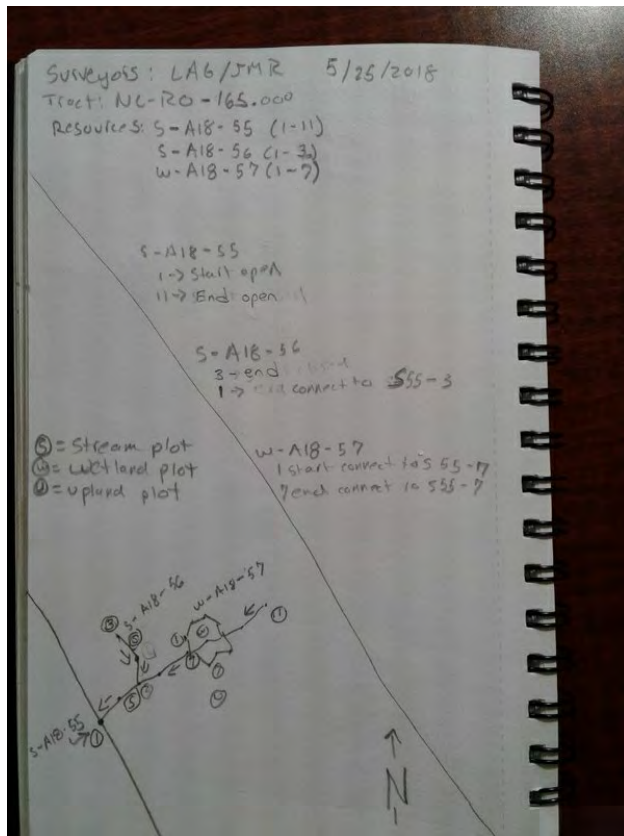 Surveyors: LAG/JMR 5/25/2018
Tract: NC-RO-165.000
Resources: S-A18-55 (1-11)
S-A18-56 (1-3)
W-A18-57 (1-7)
S-A18-55
1-> Start open
11-> End open
S-A18-56
3-end
1-> connect to S55-3
W-A18-57
1 start connect to S55-7
7 end connect to S55-7
S = Stream plot
W = Wetland plot
U = upland plot
S-A18-56
W-A18-57
S-A18-55
1
N